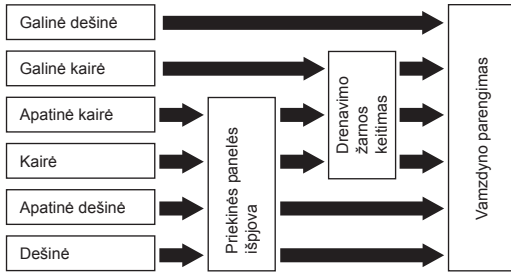 Galinė dešinė
Galinė kairė
Apatinė kairė
Kairė
Apatinė dešinė
Dešinė
Priekinės panelės
išpjova
Drenavimo
žarnos
keitimas
Vamzdyno parengimas